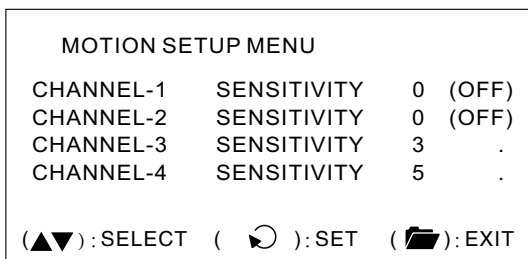 MOTION SETUP MENU
CHANNEL-1 SENSITIVITY 0 (OFF)
CHANNEL-2 SENSITIVITY 0 (OFF)
CHANNEL-3 SENSITIVITY 3 .
CHANNEL-4 SENSITIVITY 5 .
(▲▼) : SELECT ( ) : SET ( ) : EXIT